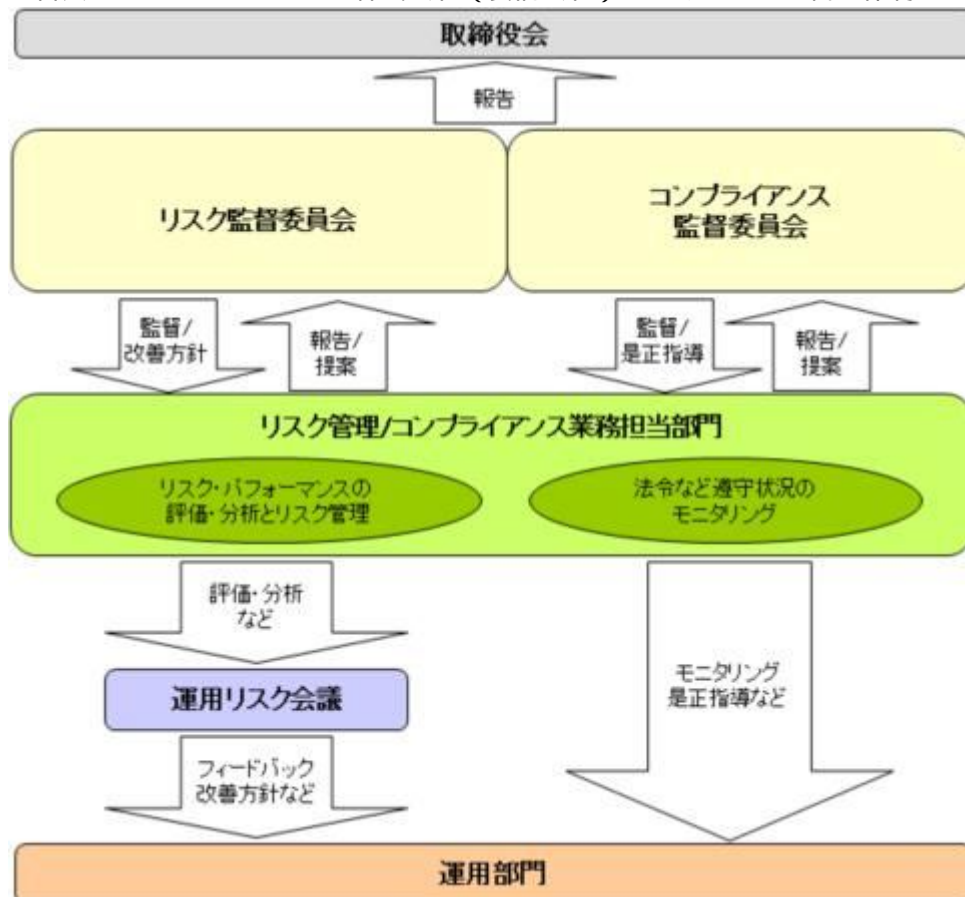 取締役会
報告
リスク監督委員会
コンプライアンス
監督委員会
監督/
改善方針
報告/
提案
監督/
是正指導
報告/
提案
リスク管理/コンプライアンス業務担当部門
リスク・パフォーマンスの
評価・分析とリスク管理
法令など遵守状況の
モニタリング
評価・分析
など
運用リスク会議
モニタリング
是正指導など
フィードバック
改善方針など
運用部門